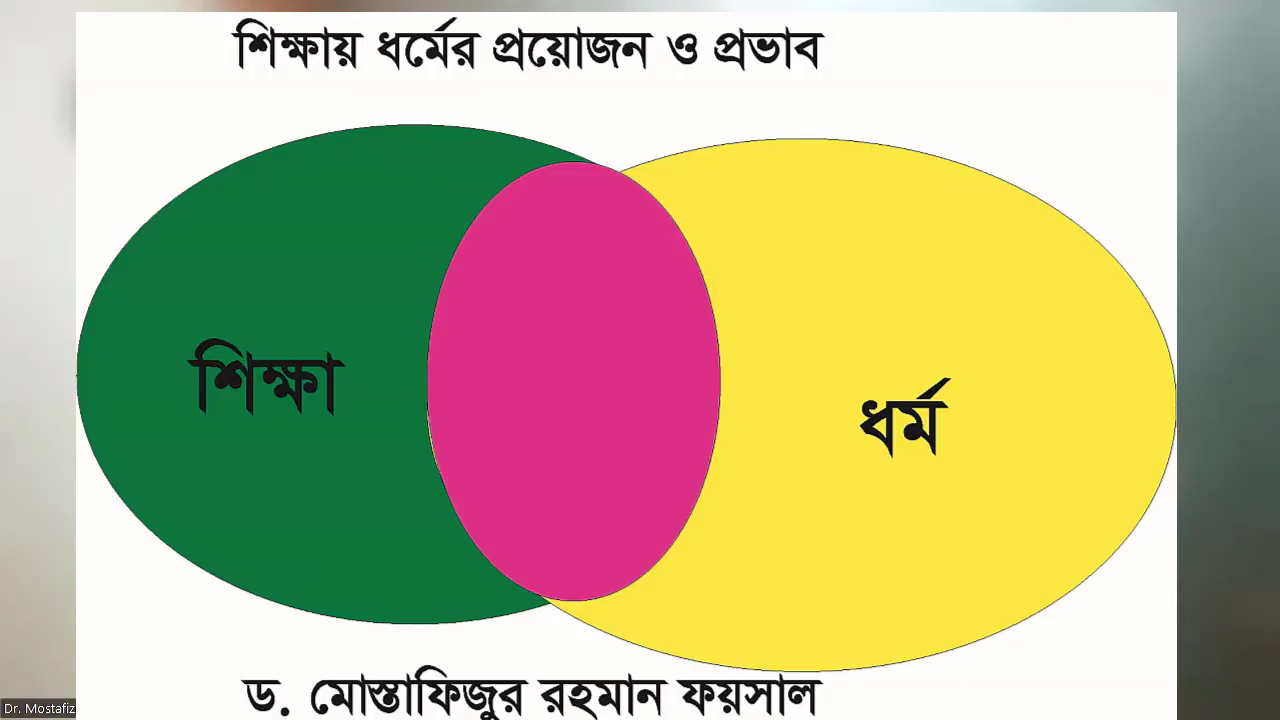 শিক্ষায় ধর্মের প্রয়োজন ও প্রভাব
শিক্ষা
ধর্ম
ড. মোস্তাফিজুর রহমান ফয়সাল
Dr. Mostafiz